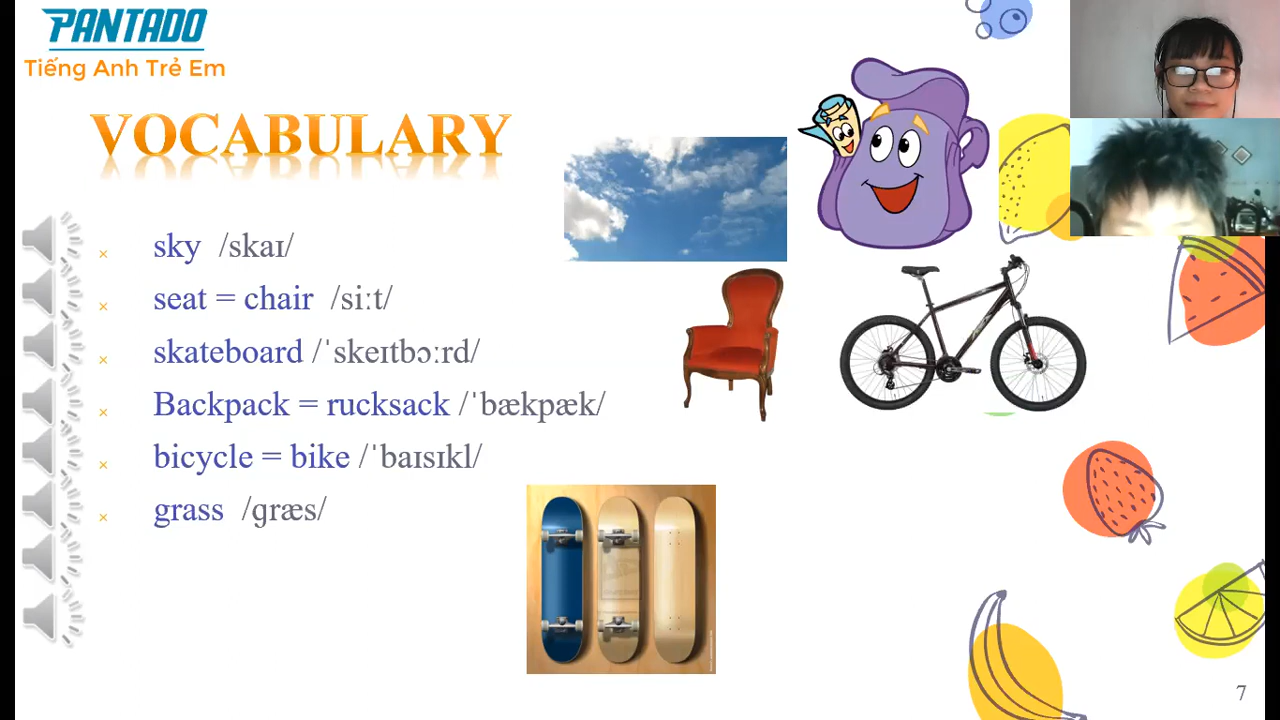 PANTADO
Tiếng Anh Trẻ Em
VOCABULARY
× sky /skaɪ/
× seat = chair /siːt/
× skateboard /ˈskeɪtbɔːrd/
× Backpack = rucksack /ˈbækpæk/
× bicycle = bike /ˈbaɪsɪkl/
× grass /ɡræs/
7